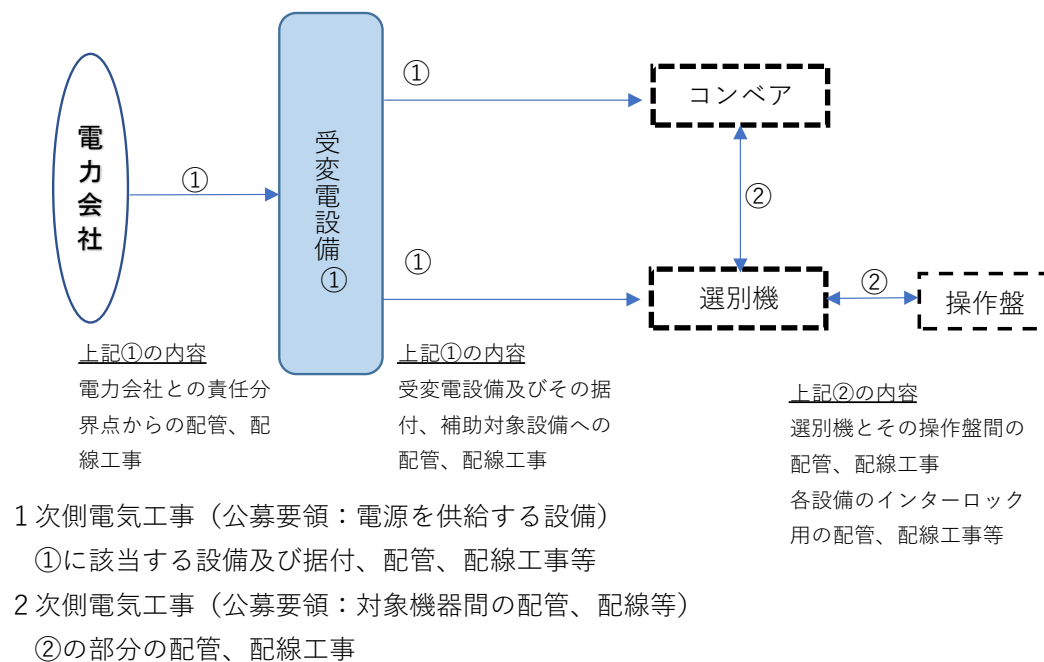 電力会社
①
受変電設備①
①
コンベア
②
①
選別機
②
操作盤
上記①の内容
電力会社との責任分
界点からの配管、配
線工事
上記①の内容
受変電設備及びその据
付、補助対象設備への
配管、配線工事
上記②の内容
選別機とその操作盤間の
配管、配線工事
各設備のインターロック
用の配管、配線工事等
1次側電気工事（公募要領：電源を供給する設備）
①に該当する設備及び据付、配管、配線工事等
2次側電気工事（公募要領：対象機器間の配管、配線等）
②の部分の配管、配線工事